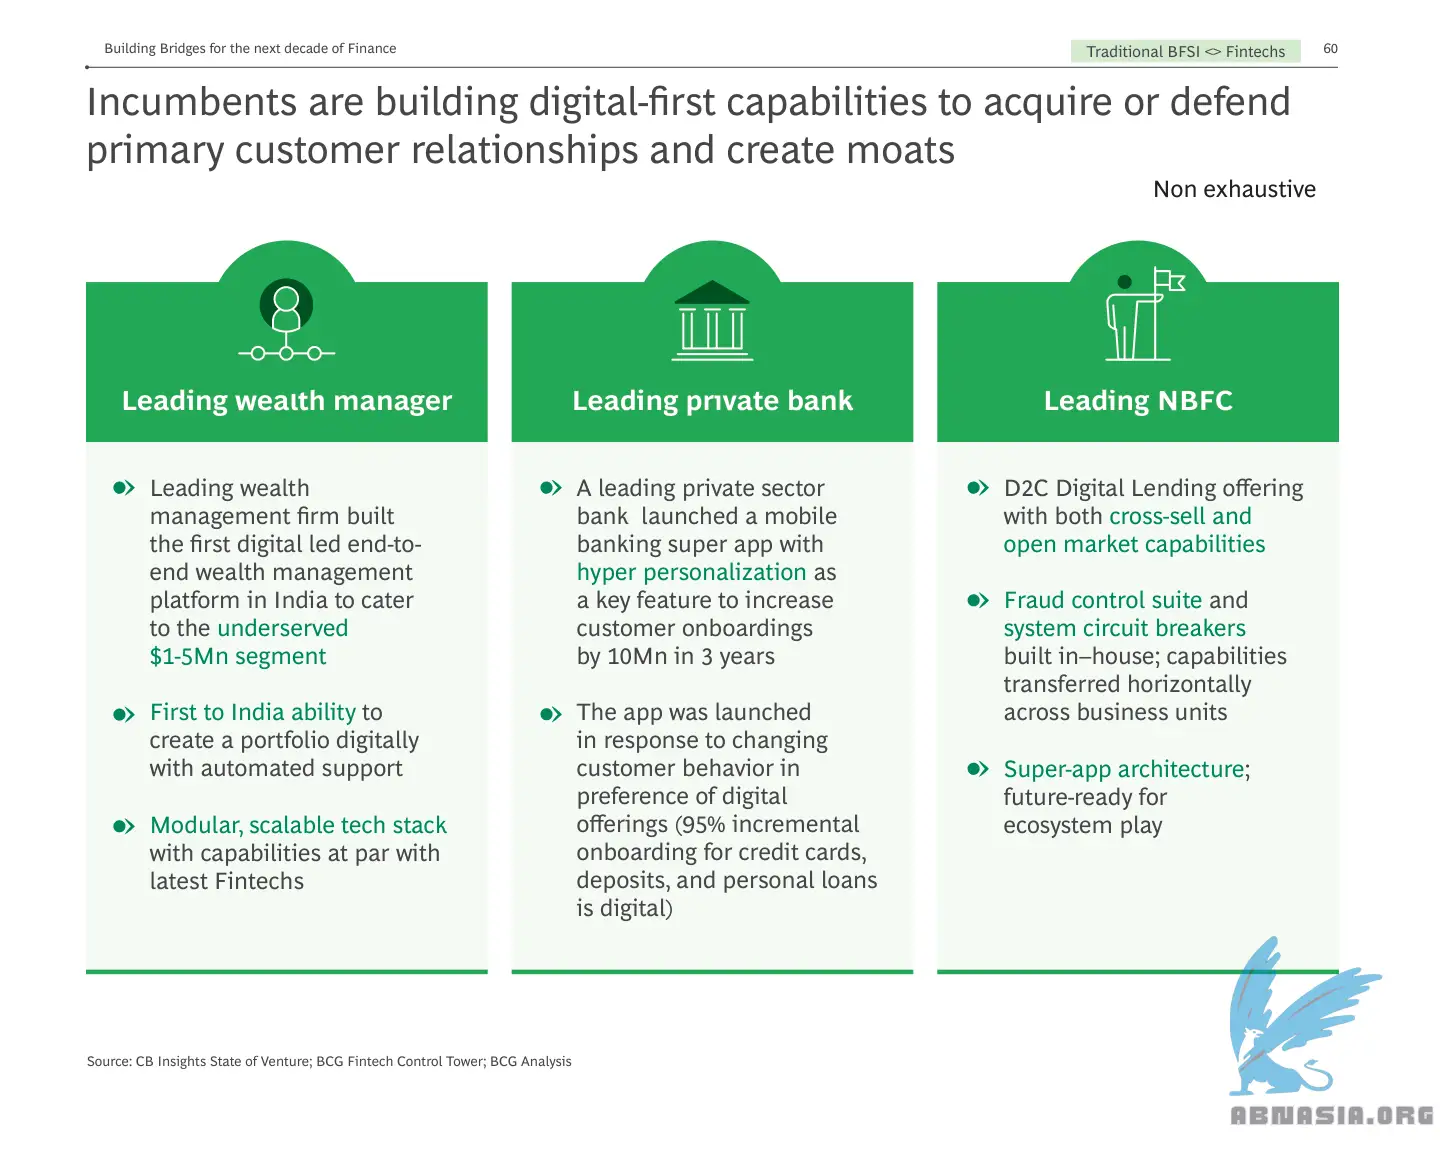 Building Bridges for the next decade of Finance
Traditional BFSI <> Fintechs
60
Incumbents are building digital-first capabilities to acquire or defend
primary customer relationships and create moats
Non exhaustive
Leading wealth manager
Leading wealth
management firm built
the first digital led end-to-
end wealth management
platform in India to cater
to the underserved
$1-5Mn segment
First to India ability to
create a portfolio digitally
with automated support
Modular, scalable tech stack
with capabilities at par with
latest Fintechs
Leading private bank
A leading private sector
bank launched a mobile
banking super app with
hyper personalization as
a key feature to increase
customer onboardings
by 10Mn in 3 years
The app was launched
in response to changing
customer behavior in
preference of digital
offerings (95% incremental
onboarding for credit cards,
deposits, and personal loans
is digital)
Leading NBFC
D2C Digital Lending offering
with both cross-sell and
open market capabilities
Fraud control suite and
system circuit breakers
built in–house; capabilities
transferred horizontally
across business units
Super-app architecture;
future-ready for
ecosystem play
Source: CB Insights State of Venture; BCG Fintech Control Tower; BCG Analysis
ABNASIA.ORG